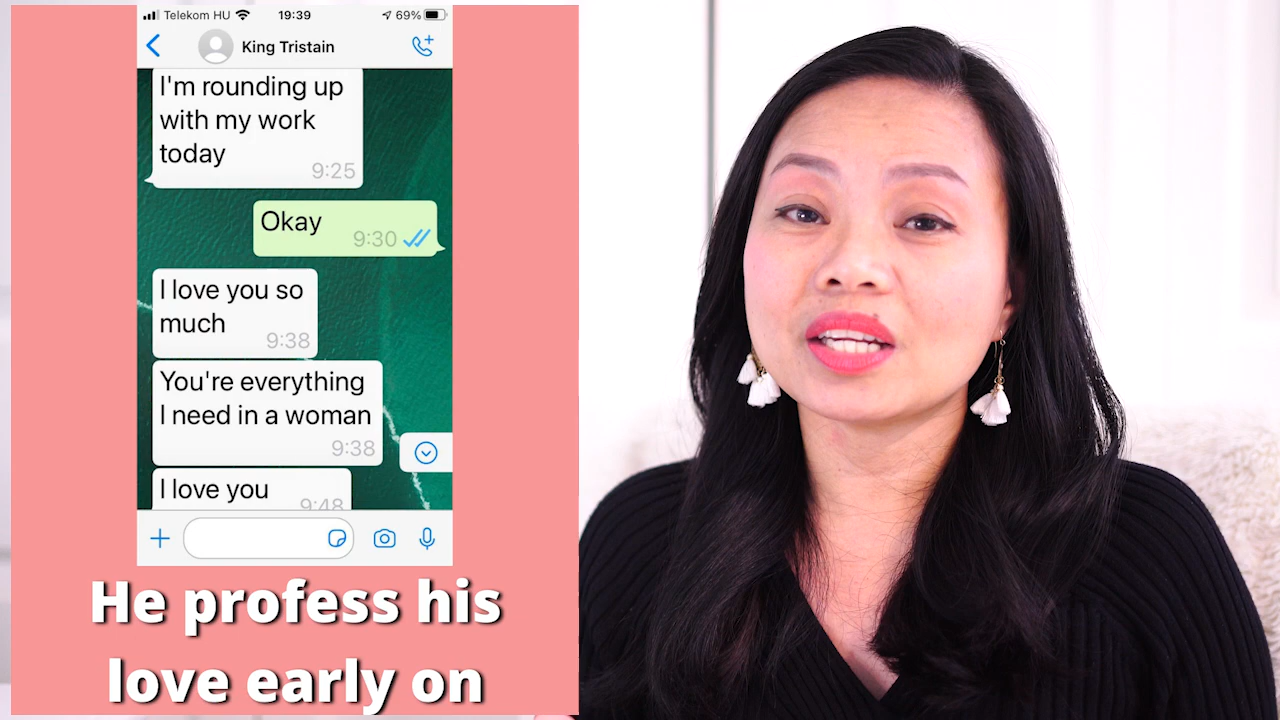 Telekom HU 19:39 69%
King Tristain
I'm rounding up
with my work
today
9:25
Okay
9:30
I love you so
much
9:38
You're everything
I need in a woman
9:38
I love you
9:48
He profess his
love early on